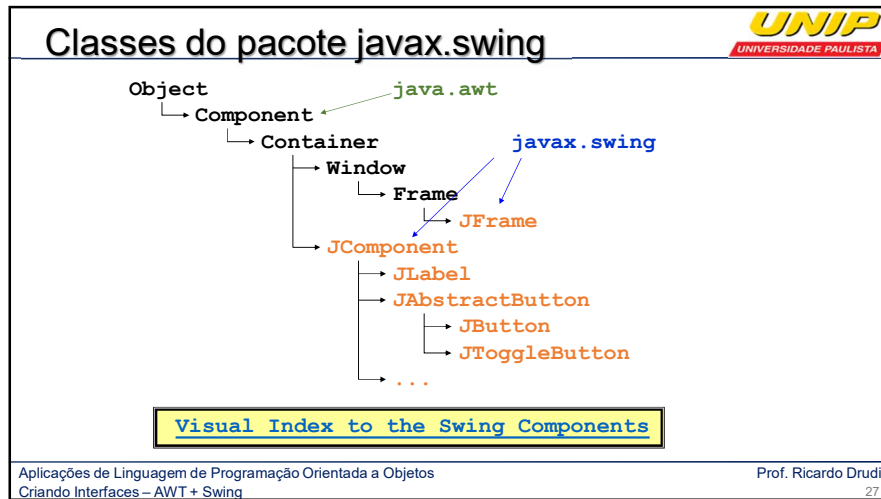 Classes do pacote javax.swing
UNIP
UNIVERSIDADE PAULISTA
Object
java.awt
Component
Container
javax.swing
Window
Frame
JFrame
JComponent
JLabel
JAbstractButton
JButton
JToggleButton
...
Visual Index to the Swing Components
Aplicações de Linguagem de Programação Orientada a Objetos
Prof. Ricardo Drudi
Criando Interfaces – AWT + Swing
27